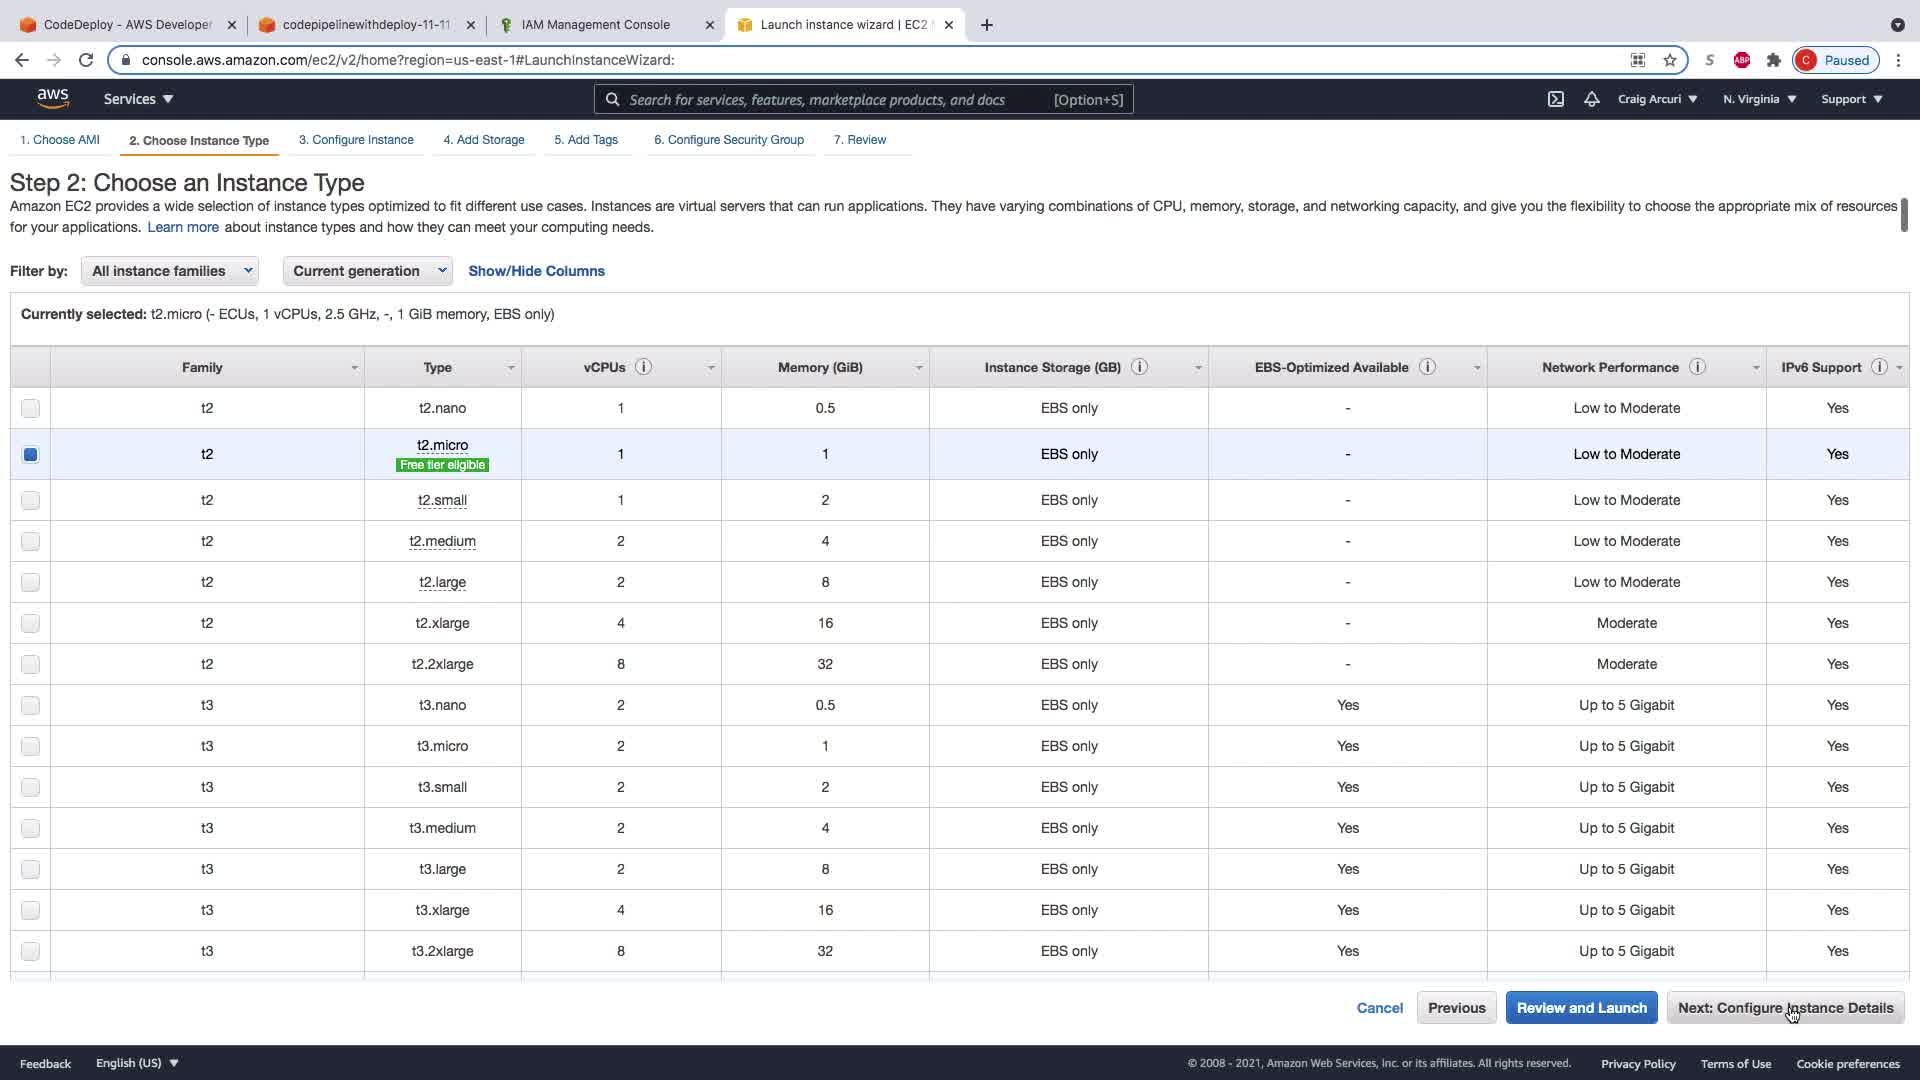 CodeDeploy - AWS Developer
codepipelinewithdeploy-11-11
IAM Management Console
Launch instance wizard | EC2
console.aws.amazon.com/ec2/v2/home?region=us-east-1#LaunchInstanceWizard:
S
ABP
C
Paused
aws
Services
Search for services, features, marketplace products, and docs
[Option+S]
Craig Arcuri
N. Virginia
Support
1. Choose AMI
2. Choose Instance Type
3. Configure Instance
4. Add Storage
5. Add Tags
6. Configure Security Group
7. Review
Step 2: Choose an Instance Type
Amazon EC2 provides a wide selection of instance types optimized to fit different use cases. Instances are virtual servers that can run applications. They have varying combinations of CPU, memory, storage, and networking capacity, and give you the flexibility to choose the appropriate mix of resources
for your applications. Learn more about instance types and how they can meet your computing needs.
Filter by: All instance families Current generation Show/Hide Columns
Currently selected: t2.micro (- ECUs, 1 vCPUs, 2.5 GHz, -, 1 GiB memory, EBS only)
Family Type vCPUs i Memory (GiB) Instance Storage (GB) i EBS-Optimized Available i Network Performance i IPv6 Support i
t2 t2.nano 1 0.5 EBS only - Low to Moderate Yes
t2 t2.micro 1 1 EBS only - Low to Moderate Yes
Free tier eligible
t2 t2.small 1 2 EBS only - Low to Moderate Yes
t2 t2.medium 2 4 EBS only - Low to Moderate Yes
t2 t2.large 2 8 EBS only - Low to Moderate Yes
t2 t2.xlarge 4 16 EBS only - Moderate Yes
t2 t2.2xlarge 8 32 EBS only - Moderate Yes
t3 t3.nano 2 0.5 EBS only Yes Up to 5 Gigabit Yes
t3 t3.micro 2 1 EBS only Yes Up to 5 Gigabit Yes
t3 t3.small 2 2 EBS only Yes Up to 5 Gigabit Yes
t3 t3.medium 2 4 EBS only Yes Up to 5 Gigabit Yes
t3 t3.large 2 8 EBS only Yes Up to 5 Gigabit Yes
t3 t3.xlarge 4 16 EBS only Yes Up to 5 Gigabit Yes
t3 t3.2xlarge 8 32 EBS only Yes Up to 5 Gigabit Yes
Cancel
Previous
Review and Launch
Next: Configure Instance Details
Feedback
English (US)
© 2008 - 2021, Amazon Web Services, Inc. or its affiliates. All rights reserved.
Privacy Policy
Terms of Use
Cookie preferences